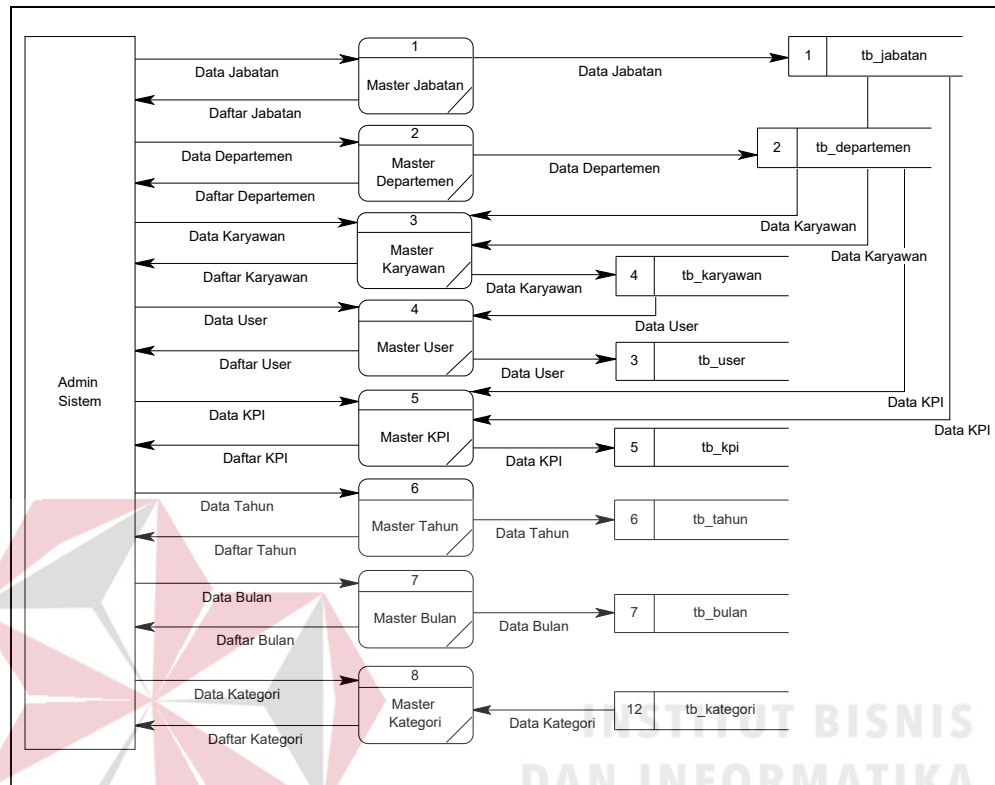 1
1 tb_jabatan
Data Jabatan
Master Jabatan
Data Jabatan
Daftar Jabatan
2
2 tb_departemen
Data Departemen
Master
Departemen
Data Departemen
Daftar Departemen
3
Data Karyawan
Data Karyawan
Master
Karyawan
Data Karyawan
Daftar Karyawan
4 tb_karyawan
Data Karyawan
4
Data User
Data User
Master User
Daftar User
Data User
3 tb_user
Admin
Sistem
5
Data KPI
Data KPI
Data KPI
Master KPI
Daftar KPI
Data KPI
5 tb_kpi
6
Data Tahun
Master Tahun
Data Tahun
6 tb_tahun
Daftar Tahun
7
Data Bulan
Master Bulan
Data Bulan
7 tb_bulan
Daftar Bulan
8
Data Kategori
Master
Kategori
Data Kategori
12 tb_kategori
Daftar Kategori
INSTITUT BISNIS
DAN INFORMATIKA